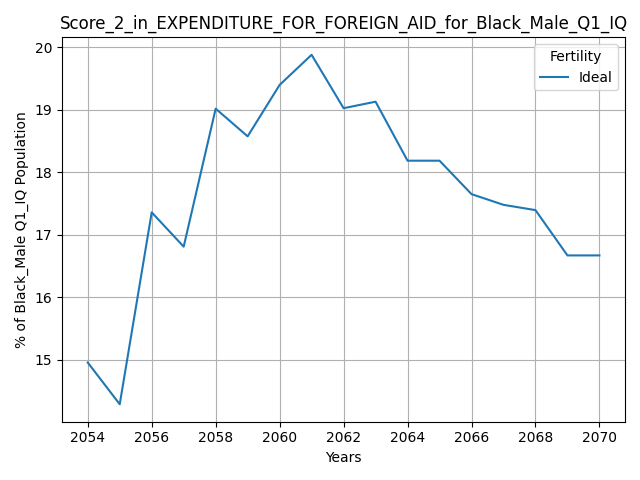 Score_2_in_EXPENDITURE_FOR_FOREIGN_AID_for_Black_Male_Q1_IQ
Fertility
Ideal
% of Black_Male Q1_IQ Population
20
19
18
17
16
15
2054 2056 2058 2060 2062 2064 2066 2068 2070
Years